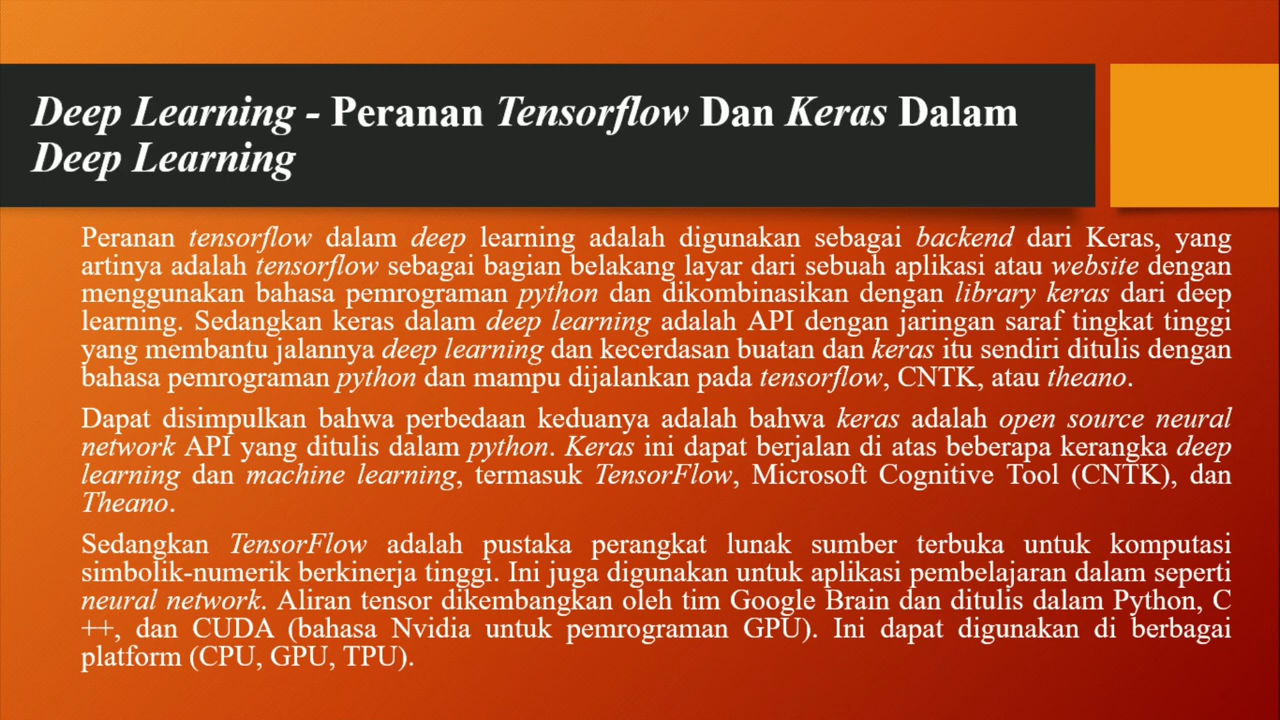 Deep Learning - Peranan Tensorflow Dan Keras Dalam
Deep Learning
Peranan tensorflow dalam deep learning adalah digunakan sebagai backend dari Keras, yang
artinya adalah tensorflow sebagai bagian belakang layar dari sebuah aplikasi atau website dengan
menggunakan bahasa pemrograman python dan dikombinasikan dengan library keras dari deep
learning. Sedangkan keras dalam deep learning adalah API dengan jaringan saraf tingkat tinggi
yang membantu jalannya deep learning dan kecerdasan buatan dan keras itu sendiri ditulis dengan
bahasa pemrograman python dan mampu dijalankan pada tensorflow, CNTK, atau theano.
Dapat disimpulkan bahwa perbedaan keduanya adalah bahwa keras adalah open source neural
network API yang ditulis dalam python. Keras ini dapat berjalan di atas beberapa kerangka deep
learning dan machine learning, termasuk TensorFlow, Microsoft Cognitive Tool (CNTK), dan
Theano.
Sedangkan TensorFlow adalah pustaka perangkat lunak sumber terbuka untuk komputasi
simbolik-numerik berkinerja tinggi. Ini juga digunakan untuk aplikasi pembelajaran dalam seperti
neural network. Aliran tensor dikembangkan oleh tim Google Brain dan ditulis dalam Python, C
++, dan CUDA (bahasa Nvidia untuk pemrograman GPU). Ini dapat digunakan di berbagai
platform (CPU, GPU, TPU).